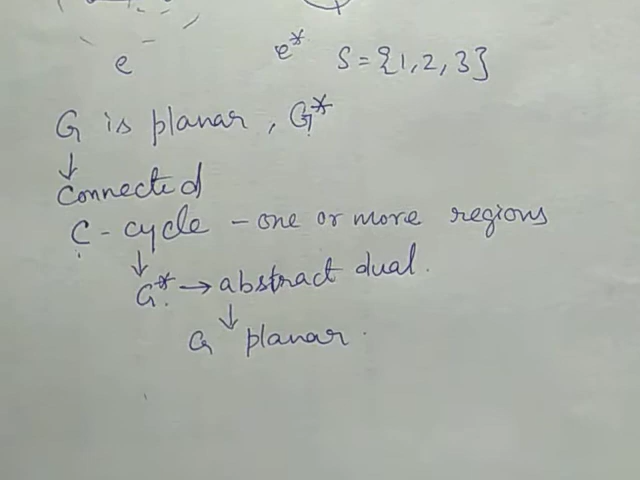 e e* S = {1, 2, 3}
G is planar, G*
↓
Connected
C - cycle - one or more regions
↓
G* → abstract dual.
↓
G planar.